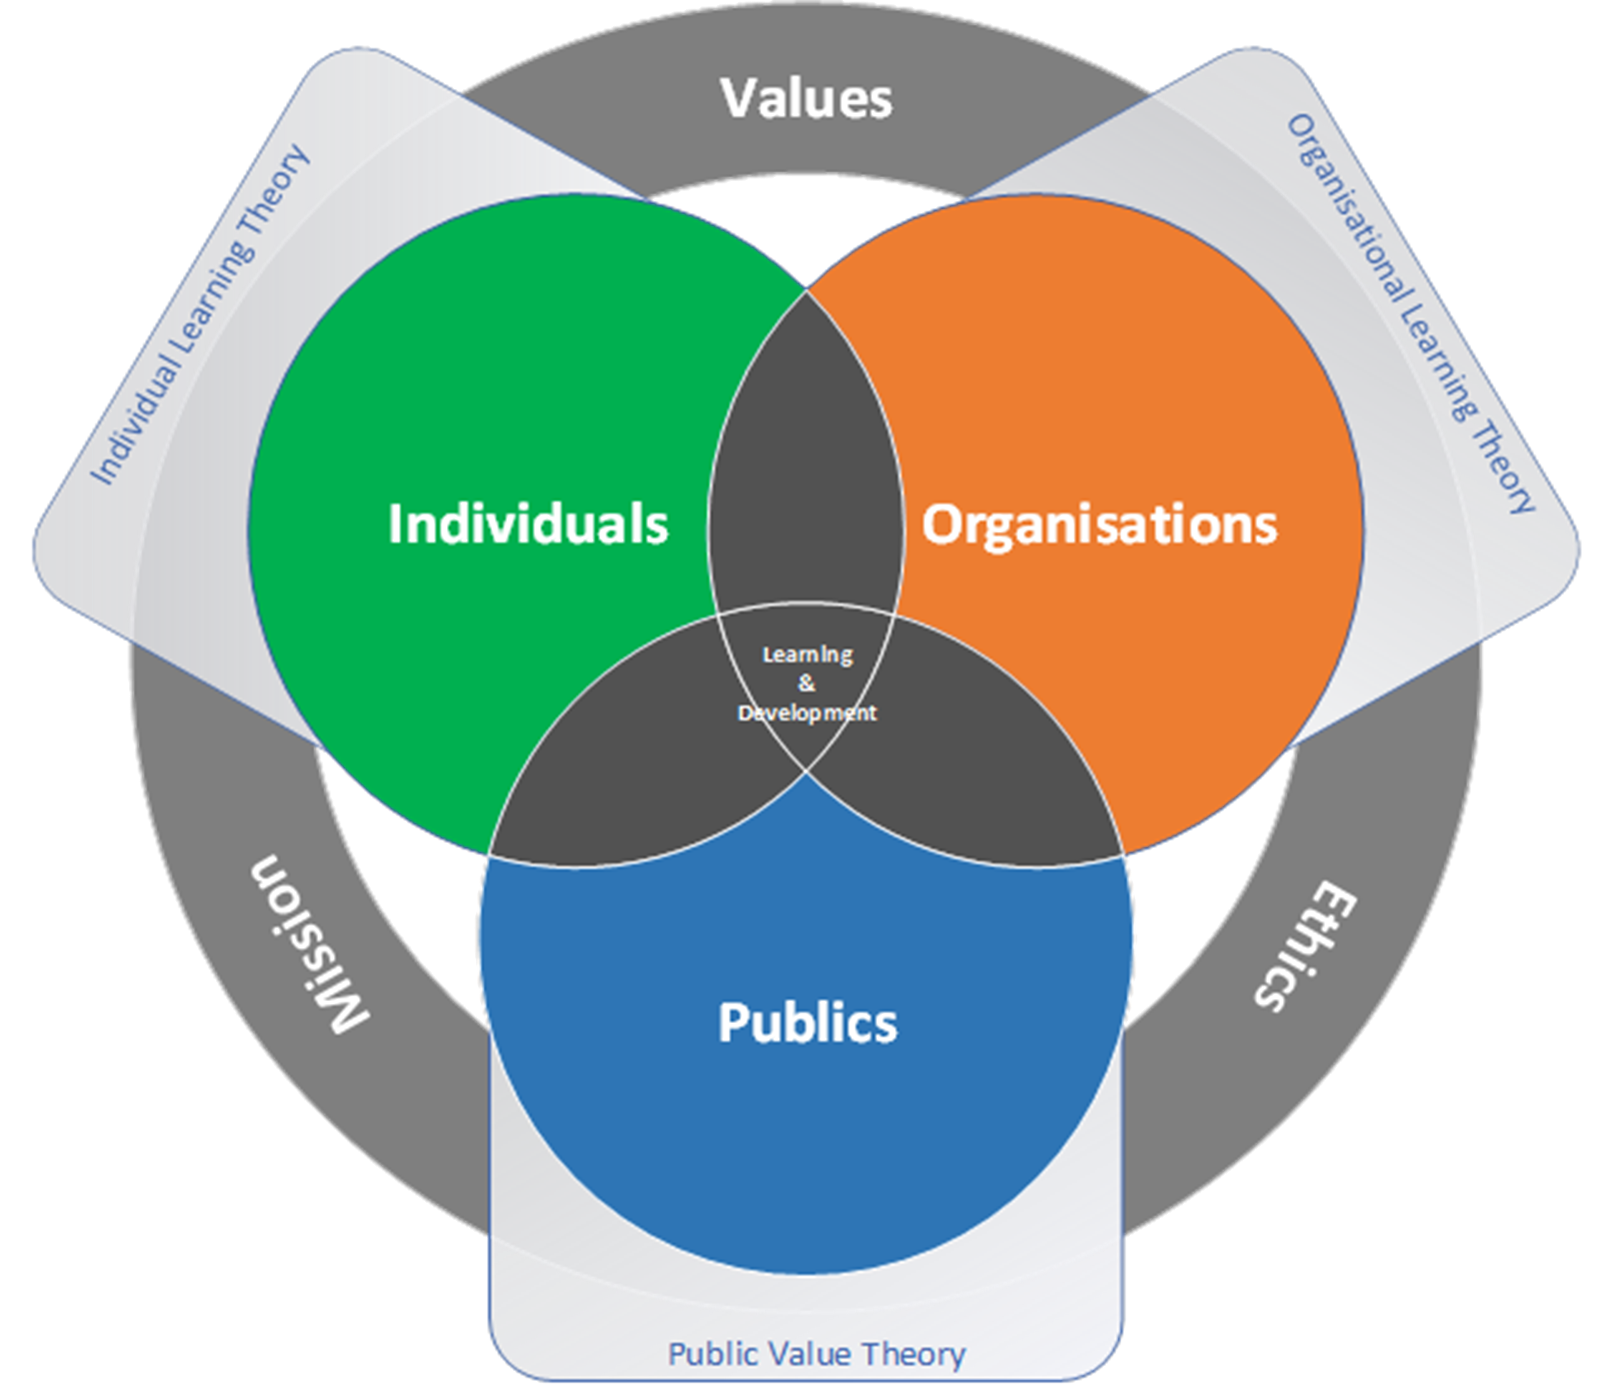 Values
Individual Learning Theory
Organisational Learning Theory
Individuals
Organisations
Learning
&
Development
Mission
Ethics
Publics
Public Value Theory